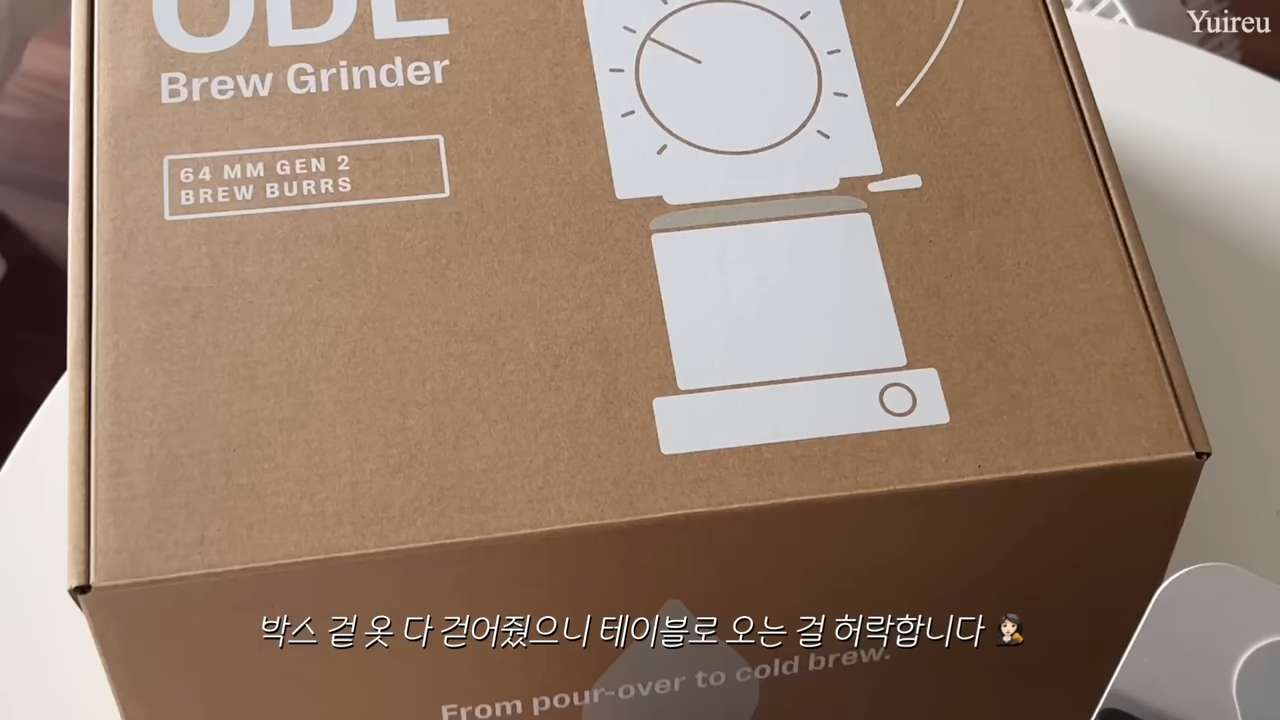 Yuireu
ODE
Brew Grinder
64 MM GEN 2
BREW BURRS
박스 겉 옷 다 걷어줬으니 테이블로 오는 걸 허락합니다
From pour-over to cold brew.